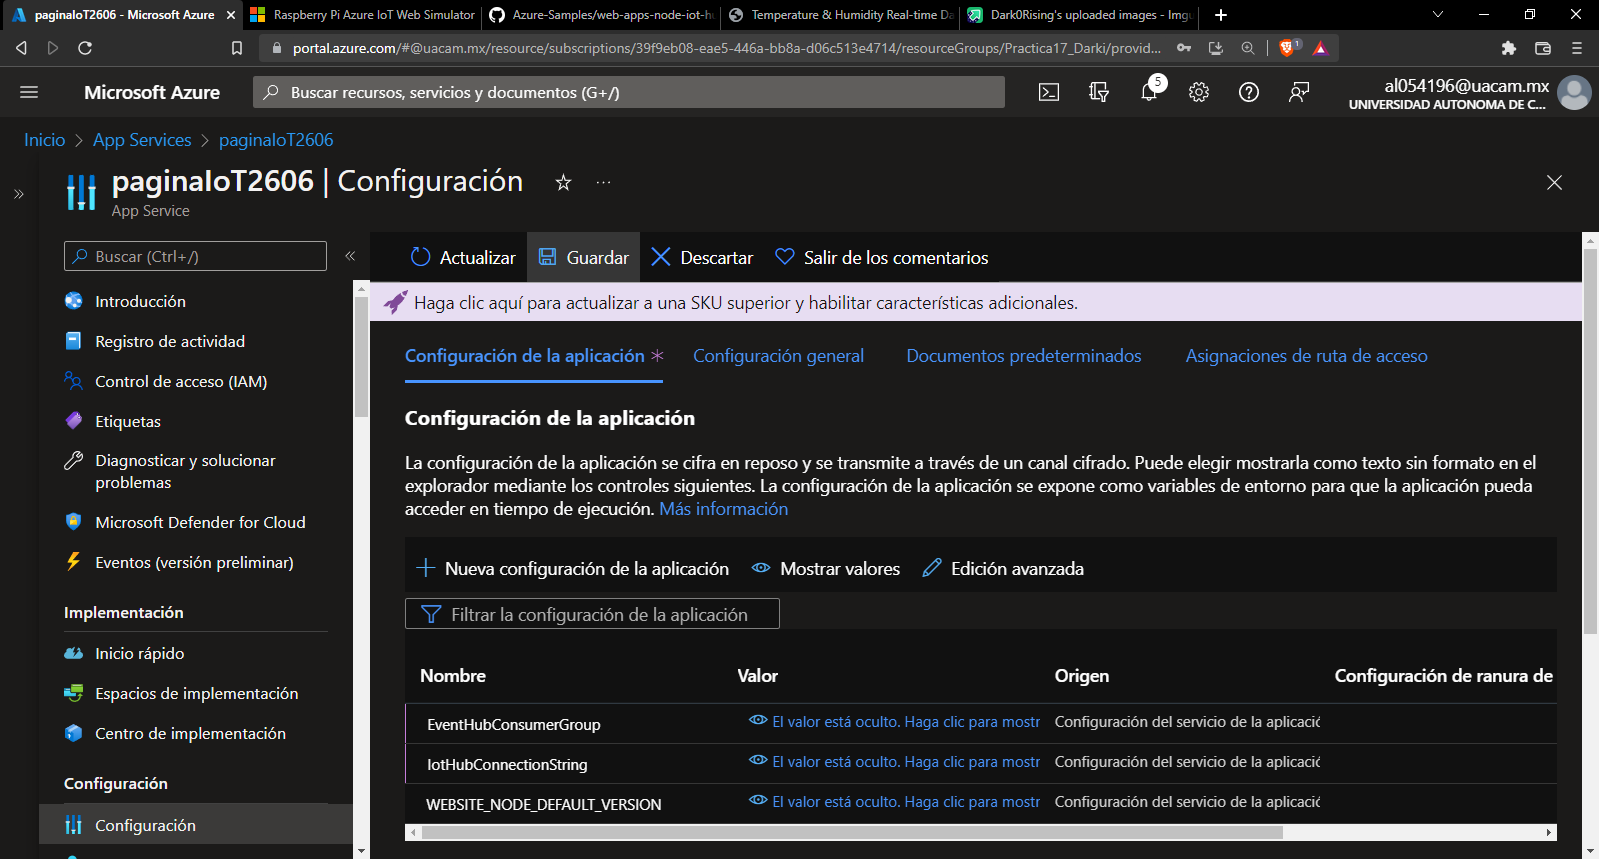 paginaIoT2606 - Microsoft Azure
Raspberry Pi Azure IoT Web Simulator
Azure-Samples/web-apps-node-iot-hu
Temperature & Humidity Real-time Da
Dark0Rising's uploaded images - Imgu
portal.azure.com/#@uacam.mx/resource/subscriptions/39f9eb08-eae5-446a-bb8a-d06c513e4714/resourceGroups/Practica17_Darki/provid...
1
Microsoft Azure
Buscar recursos, servicios y documentos (G+/)
5
al054196@uacam.mx
UNIVERSIDAD AUTONOMA DE C...
Inicio > App Services > paginaIoT2606
paginaIoT2606 | Configuración
App Service
Buscar (Ctrl+/)
Introducción
Registro de actividad
Control de acceso (IAM)
Etiquetas
Diagnosticar y solucionar
problemas
Microsoft Defender for Cloud
Eventos (versión preliminar)
Implementación
Inicio rápido
Espacios de implementación
Centro de implementación
Configuración
Configuración
Actualizar
Guardar
Descartar
Salir de los comentarios
Haga clic aquí para actualizar a una SKU superior y habilitar características adicionales.
Configuración de la aplicación *
Configuración general
Documentos predeterminados
Asignaciones de ruta de acceso
Configuración de la aplicación
La configuración de la aplicación se cifra en reposo y se transmite a través de un canal cifrado. Puede elegir mostrarla como texto sin formato en el
explorador mediante los controles siguientes. La configuración de la aplicación se expone como variables de entorno para que la aplicación pueda
acceder en tiempo de ejecución. Más información
Nueva configuración de la aplicación
Mostrar valores
Edición avanzada
Filtrar la configuración de la aplicación
Nombre Valor Origen Configuración de ranura de
EventHubConsumerGroup El valor está oculto. Haga clic para mostr Configuración del servicio de la aplicació
IotHubConnectionString El valor está oculto. Haga clic para mostr Configuración del servicio de la aplicació
WEBSITE_NODE_DEFAULT_VERSION El valor está oculto. Haga clic para mostr Configuración del servicio de la aplicació